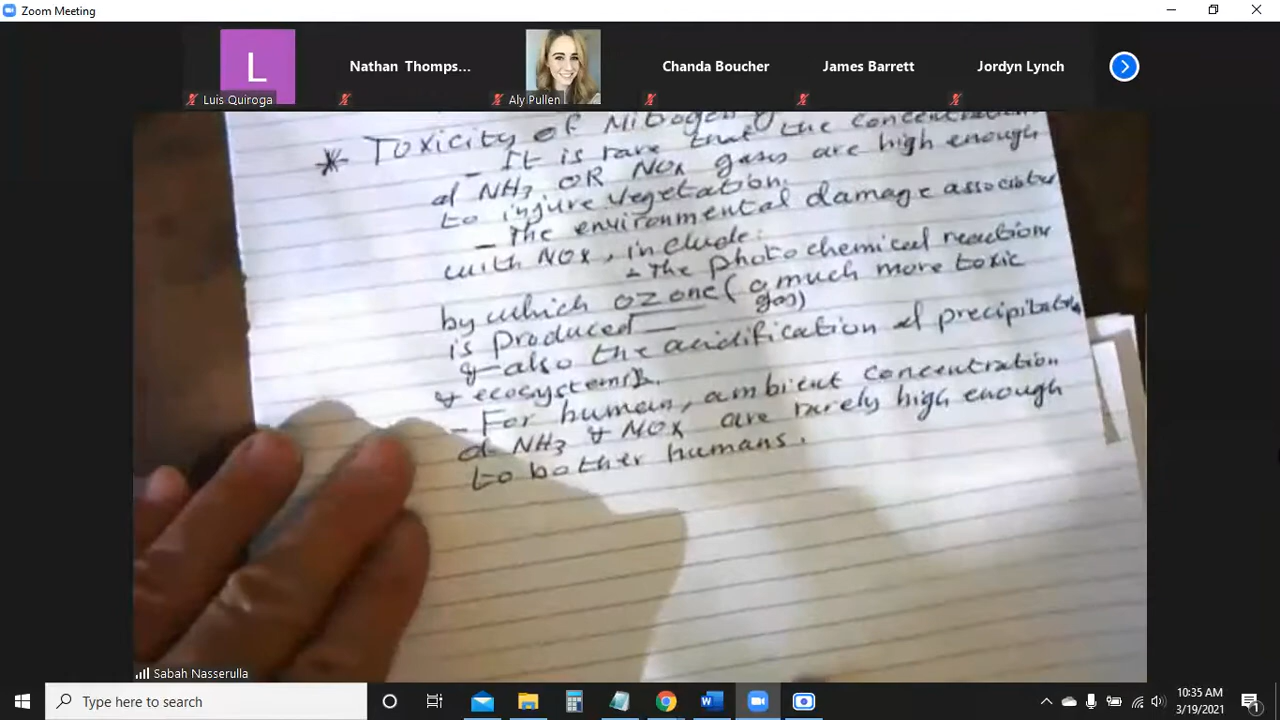 Zoom Meeting
L
Luis Quiroga
Nathan Thomps...
Aly Pullen
Chanda Boucher
James Barrett
Jordyn Lynch
* Toxicity of Nitrogen
- It is rare that the concentration
of NH3 OR NOx gases are high enough
to ingure vegetation.
- The environmental damage associated
with NOx, include:
- The photochemical reactions
by which ozone (a much more toxic
gas)
is produced
& also the acidification of precipitation
& ecosystems.
- For human, ambient concentration
of NH3 & NOx are rarely high enough
to bother humans.
Sabah Nasserulla
Type here to search
W
10:35 AM
3/19/2021
1